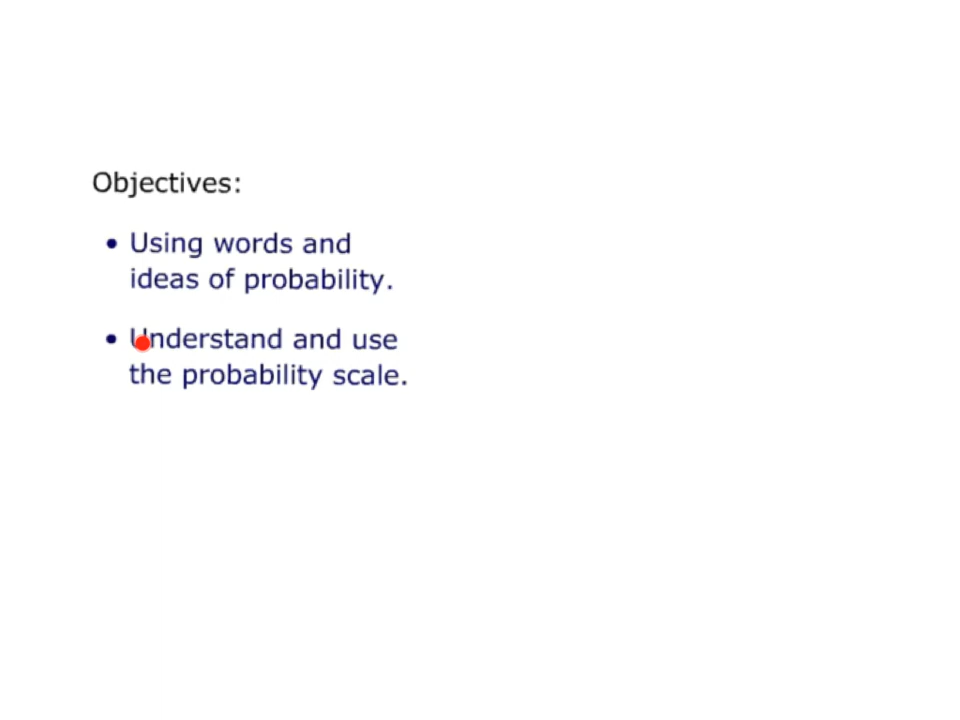 Objectives:
• Using words and
ideas of probability.
• Understand and use
the probability scale.